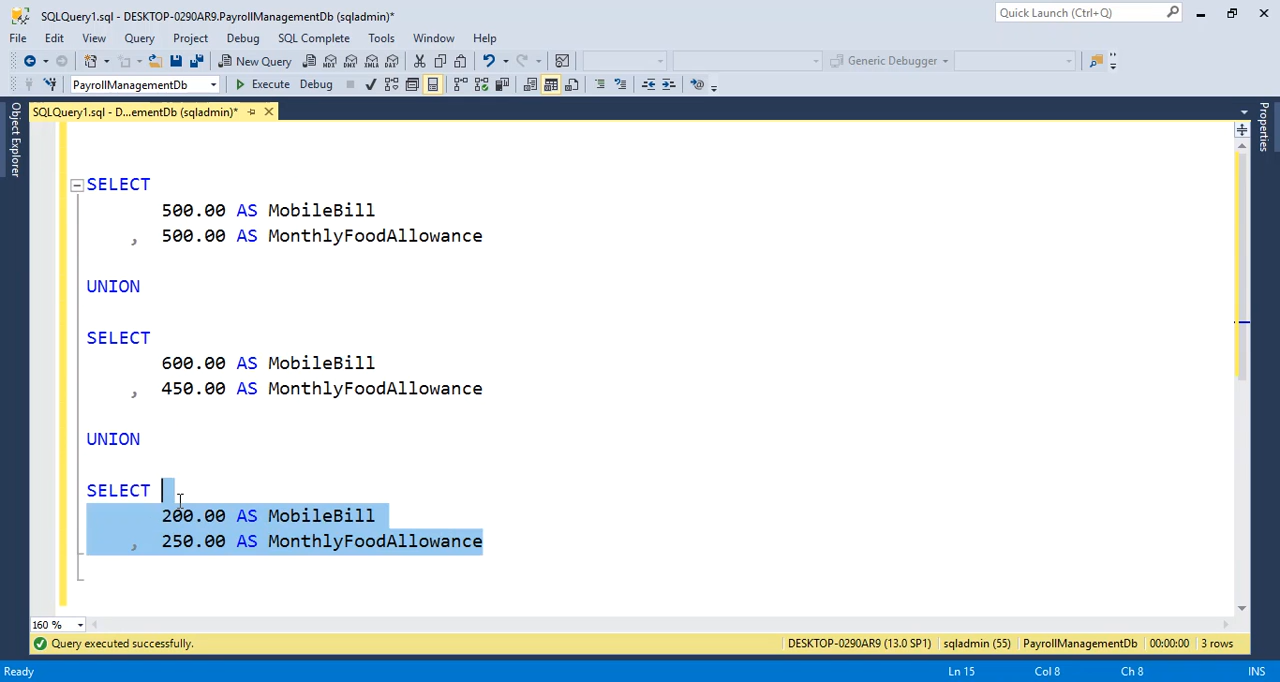 SQLQuery1.sql - DESKTOP-0290AR9.PayrollManagementDb (sqladmin)*
Quick Launch (Ctrl+Q)
File Edit View Query Project Debug SQL Complete Tools Window Help
New Query
Generic Debugger
PayrollManagementDb
Execute Debug
SQLQuery1.sql - D...ementDb (sqladmin)*
Object Explorer
Properties
SELECT
500.00 AS MobileBill
, 500.00 AS MonthlyFoodAllowance
UNION
SELECT
600.00 AS MobileBill
, 450.00 AS MonthlyFoodAllowance
UNION
SELECT
200.00 AS MobileBill
, 250.00 AS MonthlyFoodAllowance
160 %
Query executed successfully. DESKTOP-0290AR9 (13.0 SP1) sqladmin (55) PayrollManagementDb 00:00:00 3 rows
Ready Ln 15 Col 8 Ch 8 INS